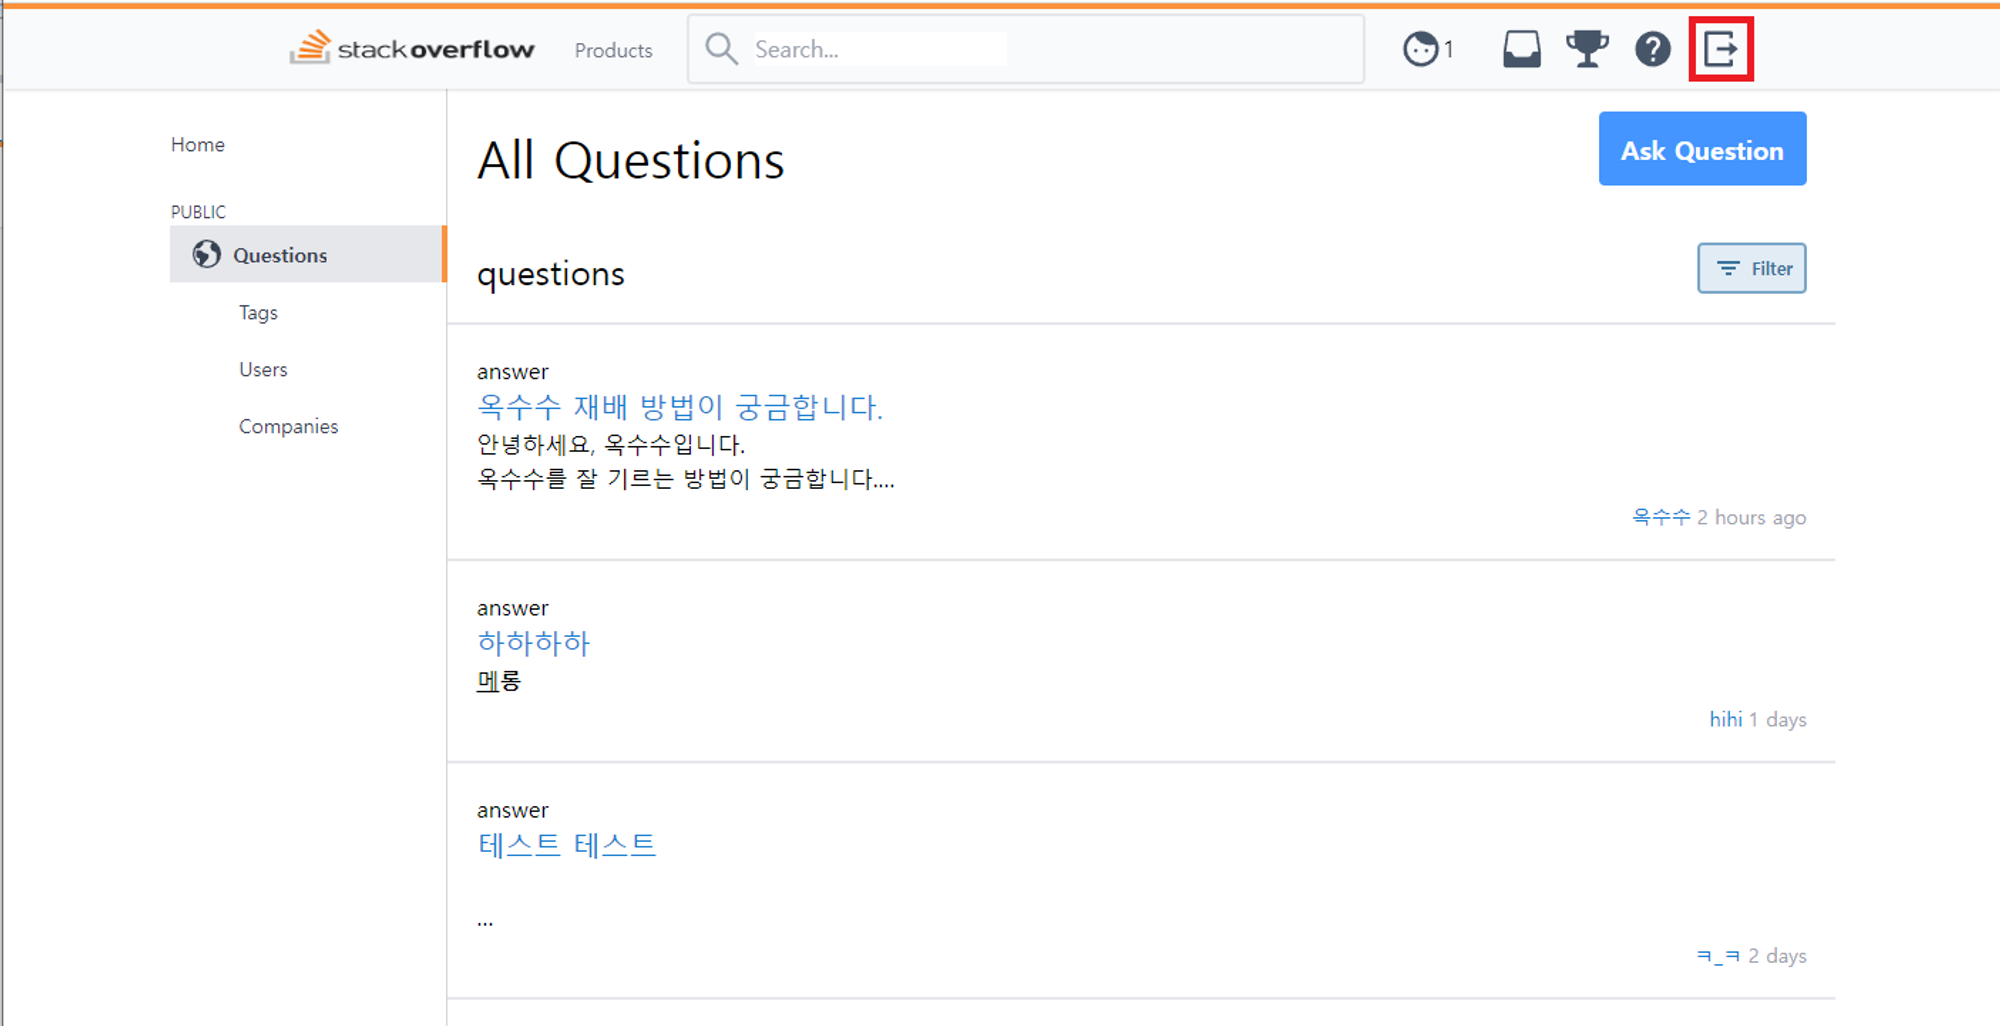 stackoverflow
Products
Search...
1
Home
PUBLIC
Questions
Tags
Users
Companies
All Questions
Ask Question
questions
Filter
answer
옥수수 재배 방법이 궁금합니다.
안녕하세요, 옥수수입니다.
옥수수를 잘 기르는 방법이 궁금합니다....
옥수수 2 hours ago
answer
하하하하
메롱
hihi 1 days
answer
테스트 테스트
...
ㅋ_ㅋ 2 days